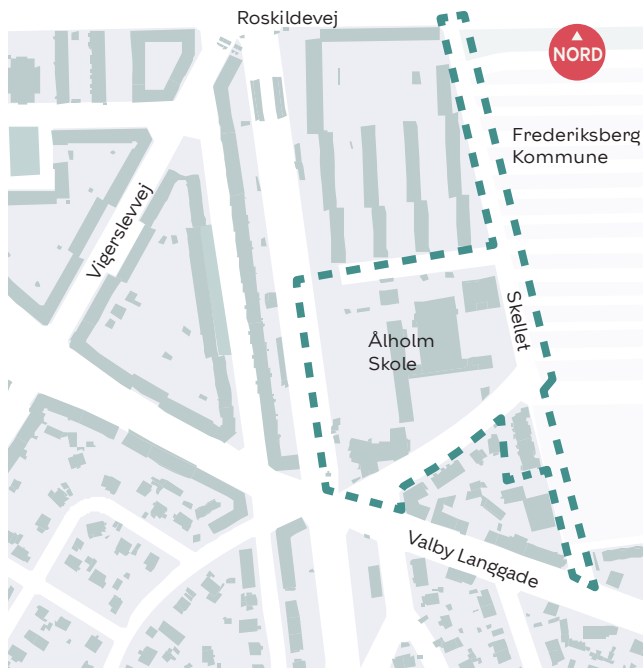 Roskildevej
NORD
Frederiksberg
Kommune
Vigerslevvej
Skellet
Ålholm
Skole
Valby Langgade